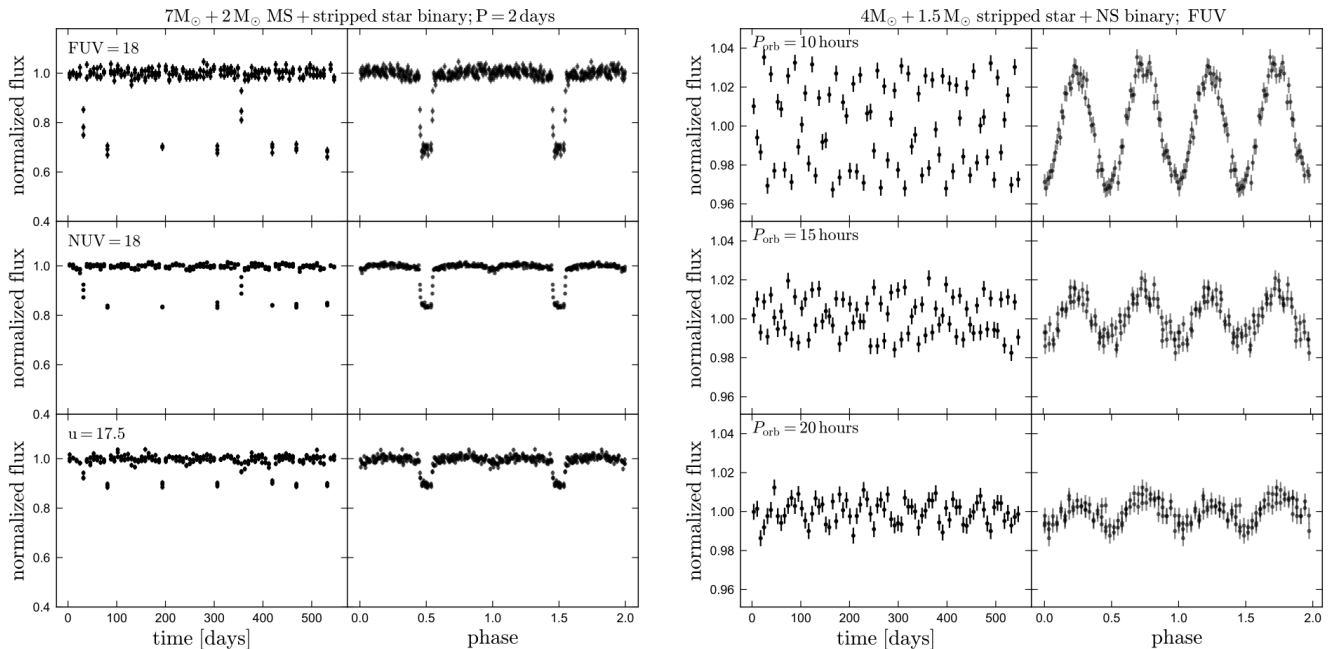 7M⊙ + 2 M⊙ MS + stripped star binary; P = 2 days
FUV = 18
normalized flux
1.0
0.8
0.6
0.4
NUV = 18
normalized flux
1.0
0.8
0.6
0.4
u = 17.5
normalized flux
1.0
0.8
0.6
0.4
0 100 200 300 400 500
0.0 0.5 1.0 1.5 2.0
time [days]
phase
4M⊙ + 1.5 M⊙ stripped star + NS binary; FUV
P_orb = 10 hours
normalized flux
1.04
1.02
1.00
0.98
0.96
P_orb = 15 hours
normalized flux
1.04
1.02
1.00
0.98
0.96
P_orb = 20 hours
normalized flux
1.04
1.02
1.00
0.98
0.96
0 100 200 300 400 500
0.0 0.5 1.0 1.5 2.0
time [days]
phase